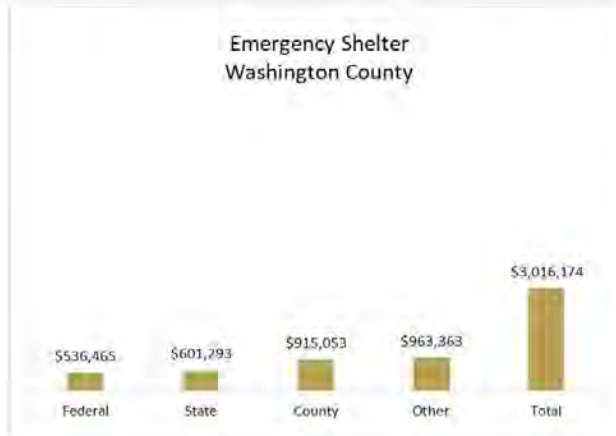 Emergency Shelter
Washington County
$3,016,174
$915,053
$963,363
$536,465
$601,293
Federal
State
County
Other
Total